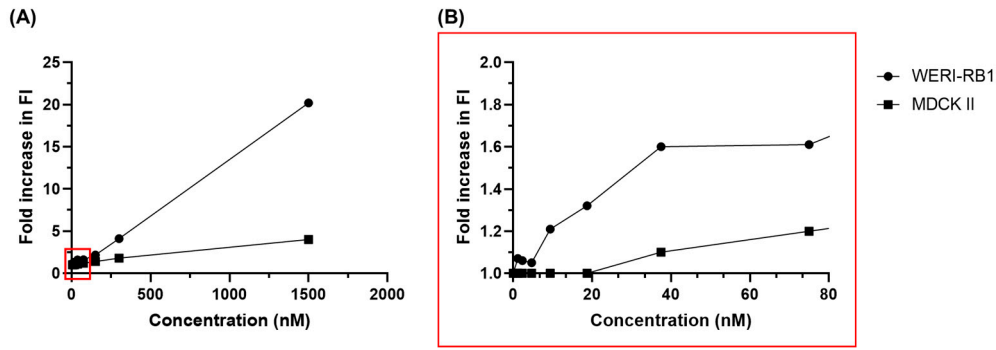 (A)
Fold increase in FI
25
20
15
10
5
0
0 500 1000 1500 2000
Concentration (nM)
(B)
Fold increase in FI
2.0
1.8
1.6
1.4
1.2
1.0
0 20 40 60 80
Concentration (nM)
WERI-RB1
MDCK II